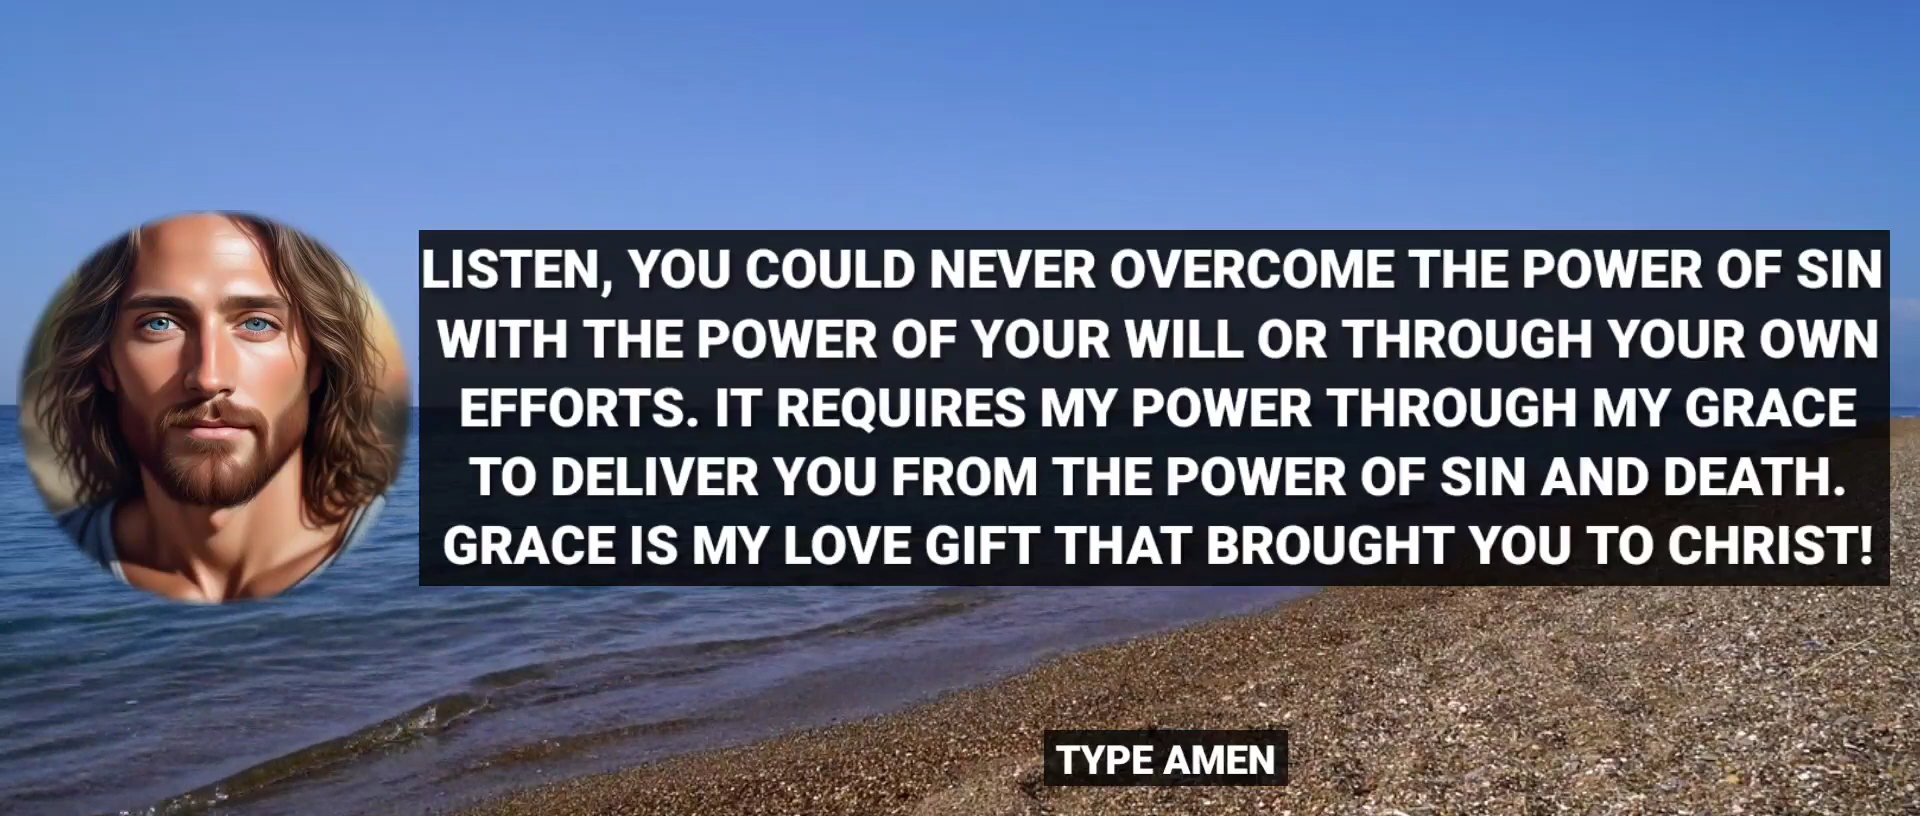 LISTEN, YOU COULD NEVER OVERCOME THE POWER OF SIN
WITH THE POWER OF YOUR WILL OR THROUGH YOUR OWN
EFFORTS. IT REQUIRES MY POWER THROUGH MY GRACE
TO DELIVER YOU FROM THE POWER OF SIN AND DEATH.
GRACE IS MY LOVE GIFT THAT BROUGHT YOU TO CHRIST!
TYPE AMEN